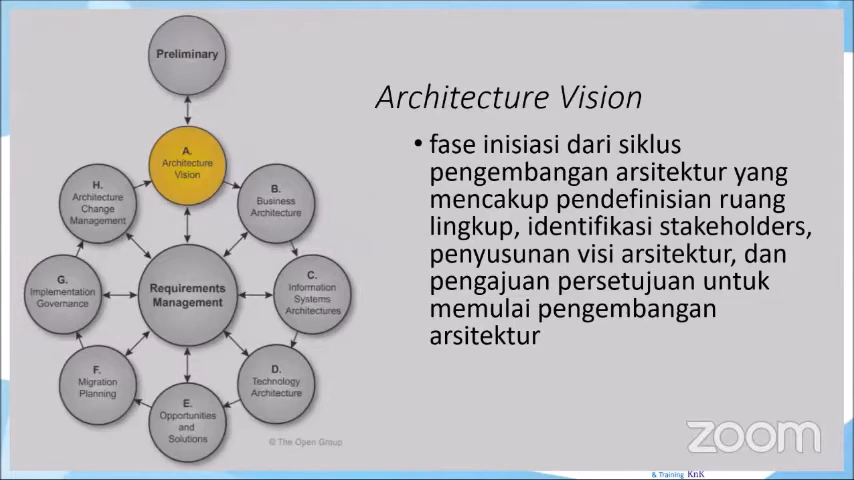 Preliminary
A.
Architecture
Vision
B.
Business
Architecture
C.
Information
Systems
Architectures
D.
Technology
Architecture
E.
Opportunities
and
Solutions
F.
Migration
Planning
G.
Implementation
Governance
H.
Architecture
Change
Management
Requirements
Management
© The Open Group
Architecture Vision
• fase inisiasi dari siklus
pengembangan arsitektur yang
mencakup pendefinisian ruang
lingkup, identifikasi stakeholders,
penyusunan visi arsitektur, dan
pengajuan persetujuan untuk
memulai pengembangan
arsitektur
zoom
& Training KnK